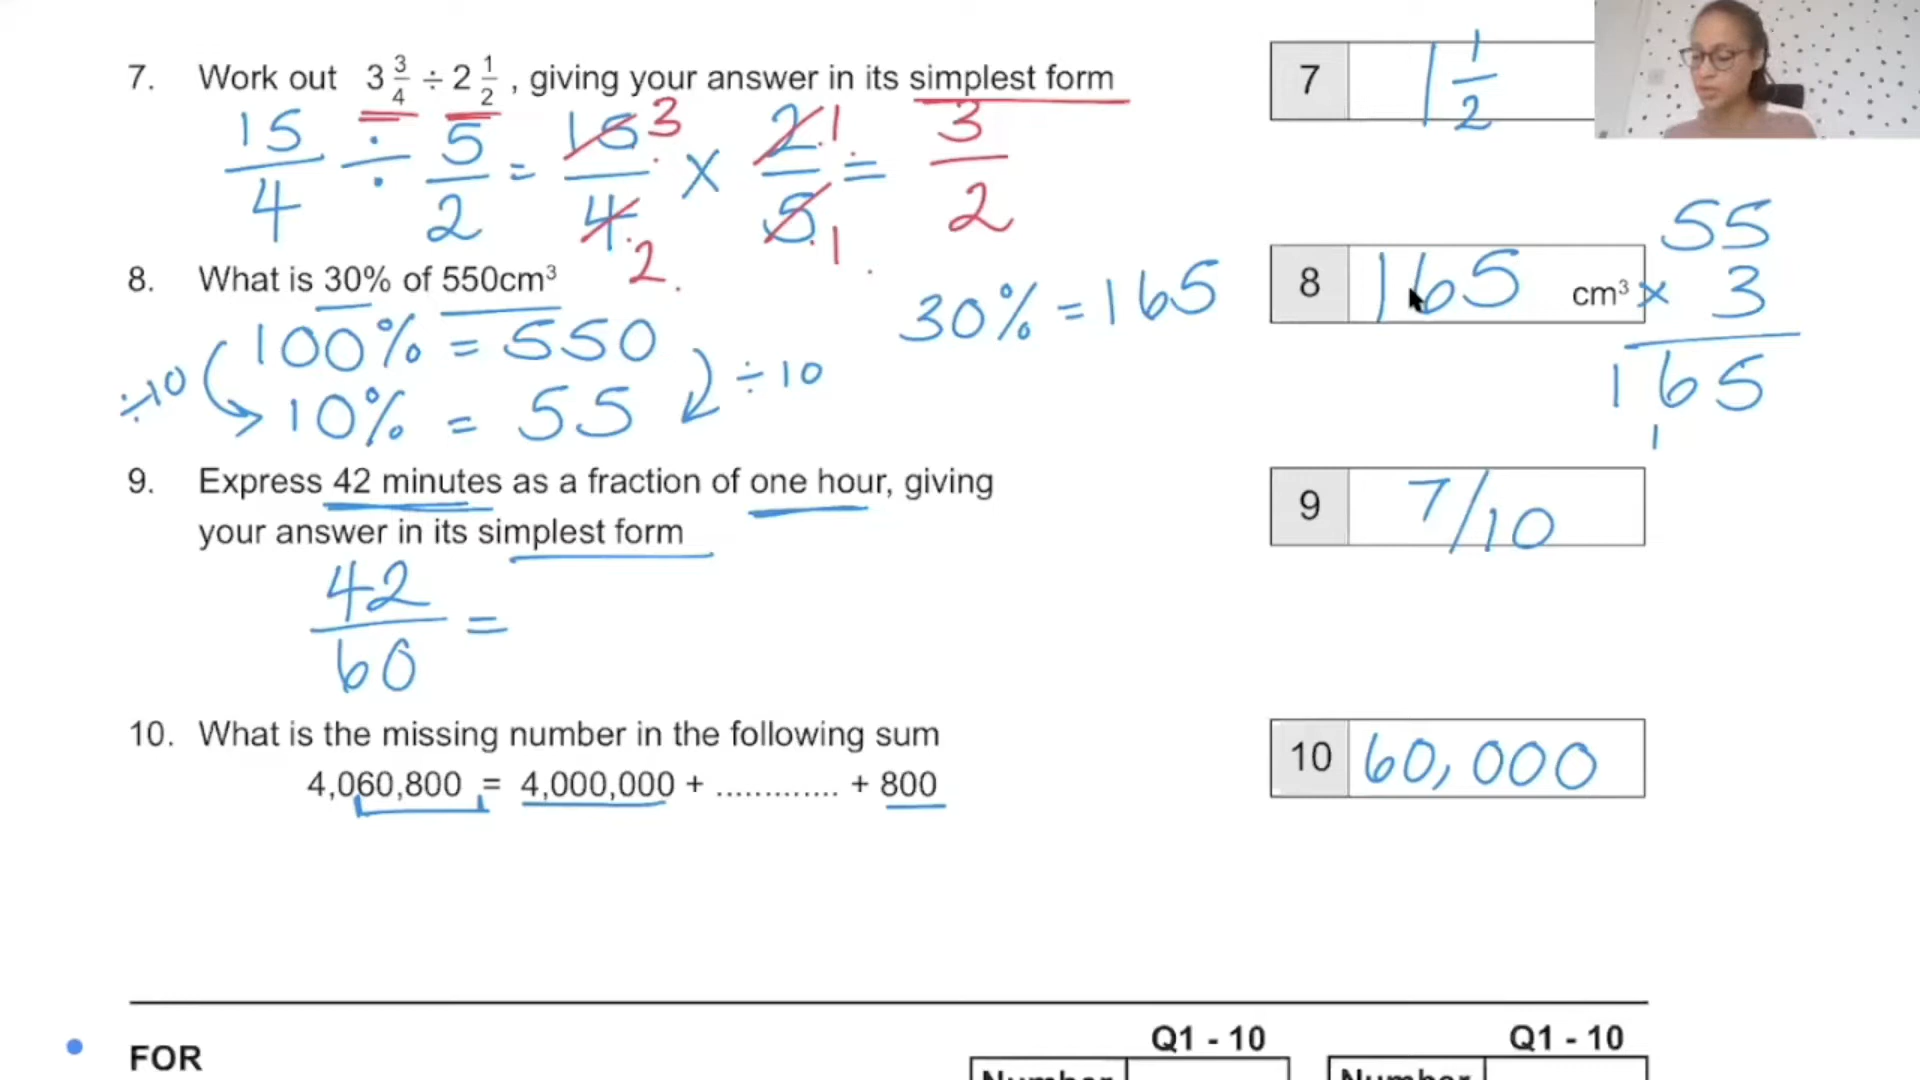 7. Work out 3 3/4 ÷ 2 1/2 , giving your answer in its simplest form
7 1 1/2
15/4 ÷ 5/2 = 15/4 × 2/5 = 3/2
3 1
2 1
8. What is 30% of 550cm³
30% = 165
8 165 cm³
55
× 3
165
1
100% = 550
÷10 ÷10
10% = 55
9. Express 42 minutes as a fraction of one hour, giving
your answer in its simplest form
9 7/10
42/60 =
10. What is the missing number in the following sum
4,060,800 = 4,000,000 + ............. + 800
10 60,000
FOR
Q1 - 10 Q1 - 10
Number Number